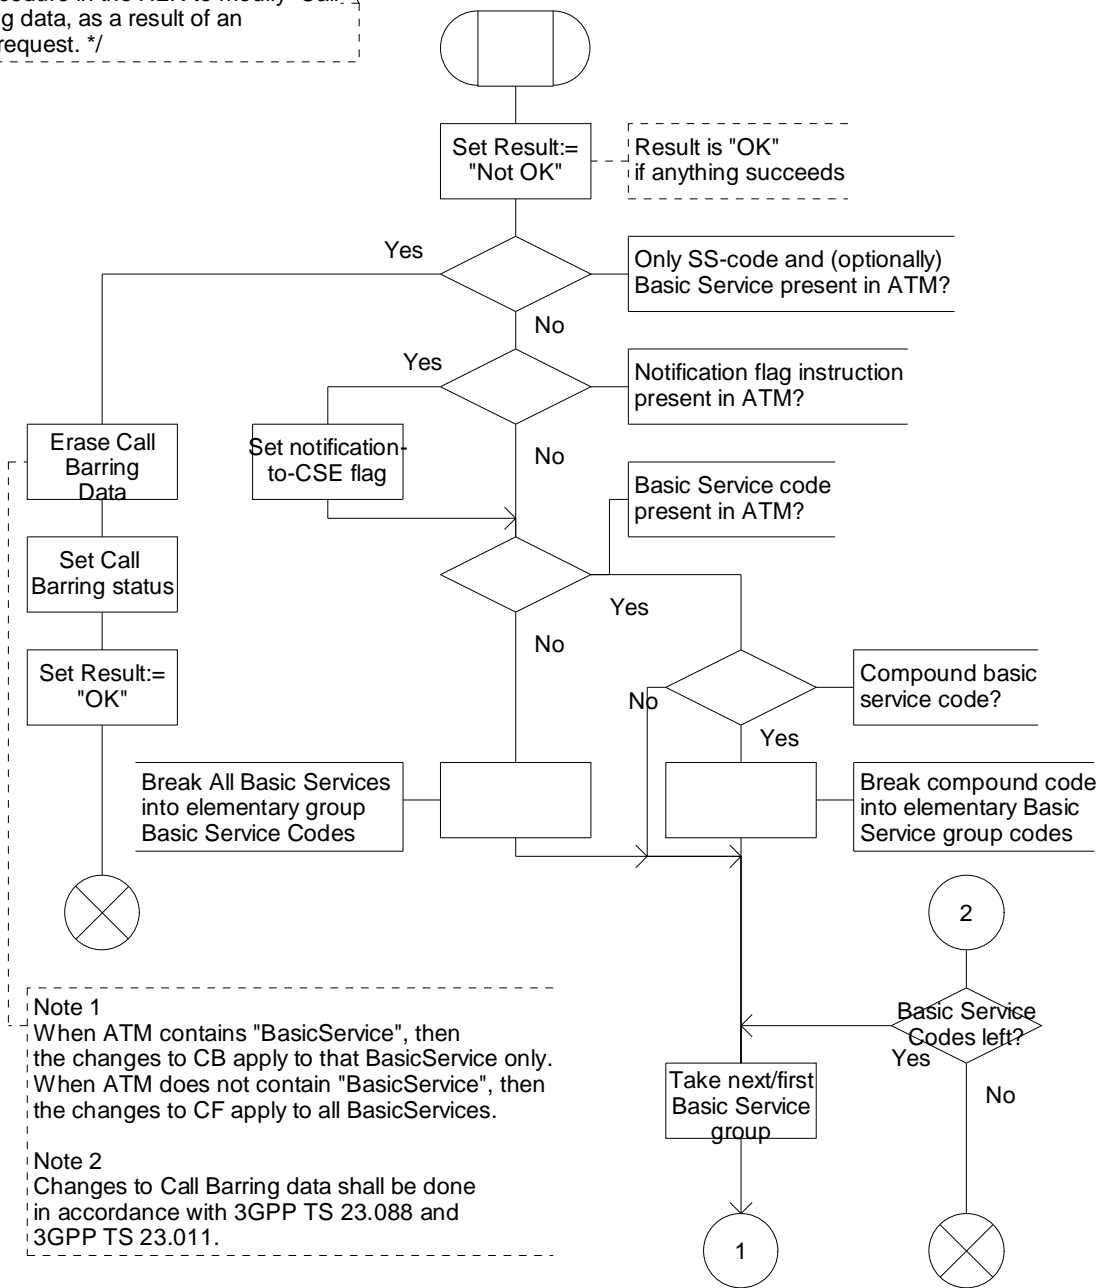 g data, as a result of an
request. */
Set Result:=
"Not OK"
Result is "OK"
if anything succeeds
Yes
Only SS-code and (optionally)
Basic Service present in ATM?
No
Yes
Notification flag instruction
present in ATM?
Erase Call
Barring
Data
Set notification-
to-CSE flag
No
Basic Service code
present in ATM?
Set Call
Barring status
Yes
No
Set Result:=
"OK"
Compound basic
service code?
No
Yes
Break All Basic Services
into elementary group
Basic Service Codes
Break compound code
into elementary Basic
Service group codes
2
Note 1
When ATM contains "BasicService", then
the changes to CB apply to that BasicService only.
When ATM does not contain "BasicService", then
the changes to CF apply to all BasicServices.
Basic Service
Codes left?
Yes
No
Take next/first
Basic Service
group
Note 2
Changes to Call Barring data shall be done
in accordance with 3GPP TS 23.088 and
3GPP TS 23.011.
1